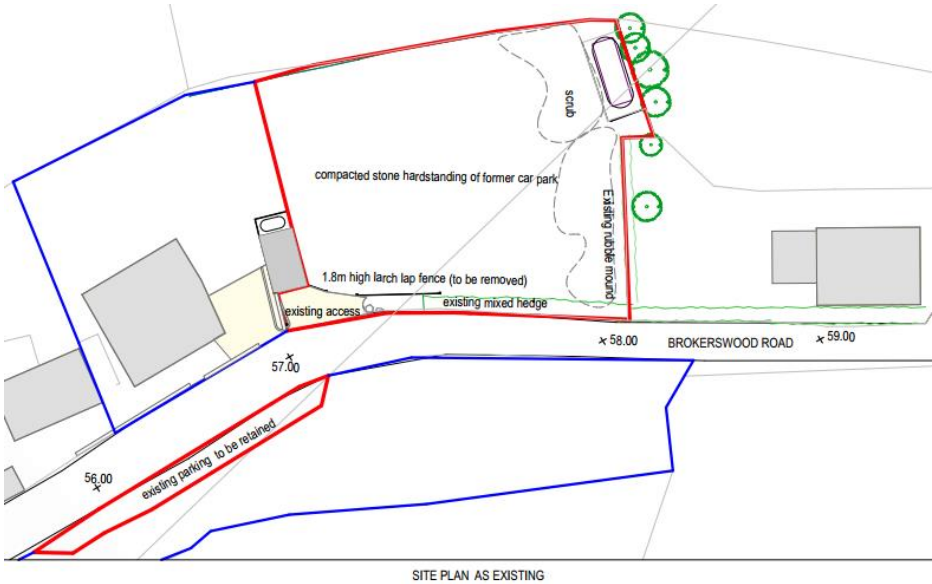 scrub
compacted stone hardstanding of former car park
Existing rubble mound
1.8m high larch lap fence (to be removed)
existing mixed hedge
existing access
58.00
BROKERSWOOD ROAD
59.00
57.00
existing parking to be retained
56.00
SITE PLAN AS EXISTING